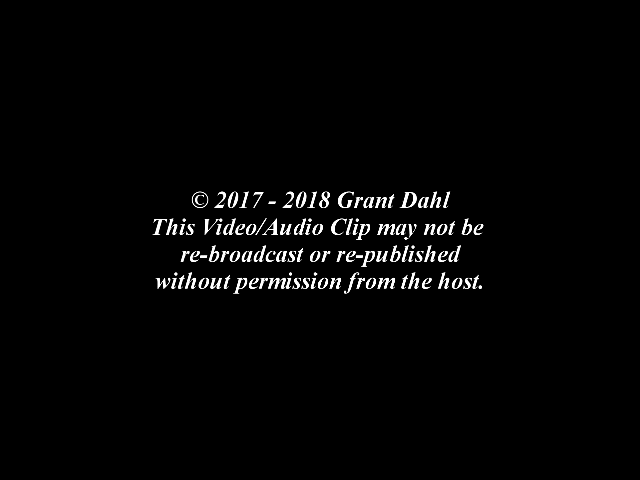 © 2017 - 2018 Grant Dahl
This Video/Audio Clip may not be
re-broadcast or re-published
without permission from the host.